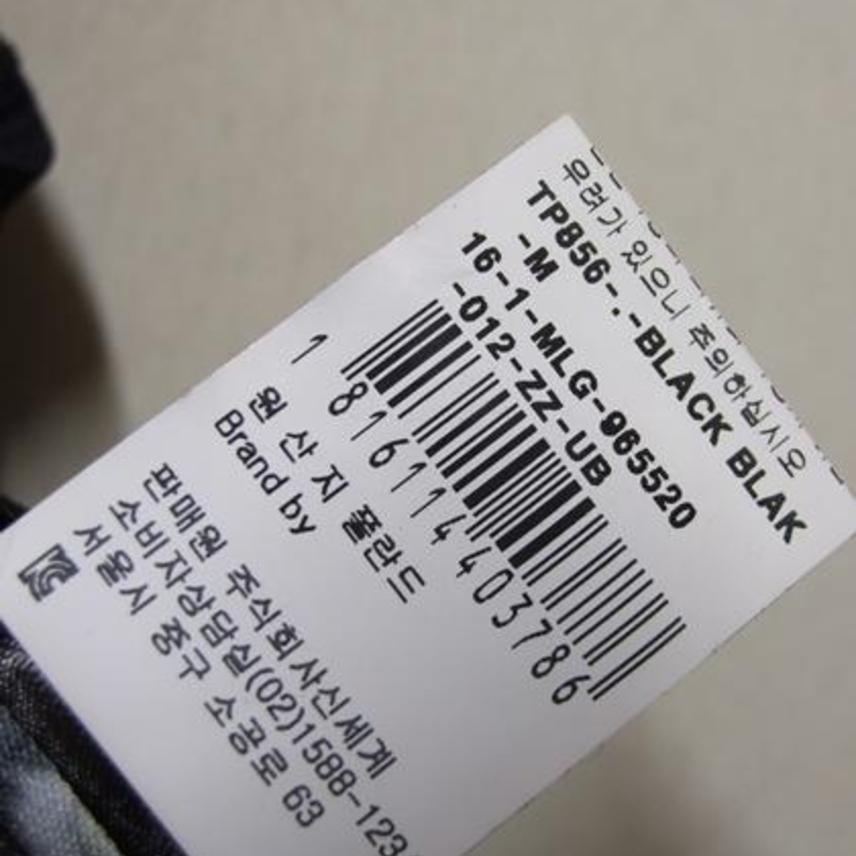 우려가 있으니 주의하십시오
TP856-.-BLACK BLAK
-M
16-1-MLG-965520
-012-ZZ-UB
1 816114 403786
원 산 지 폴란드
Brand by
판매원 주식회사신세계
소비자상담실(02)1588-123
서울시 중구 소공로 63